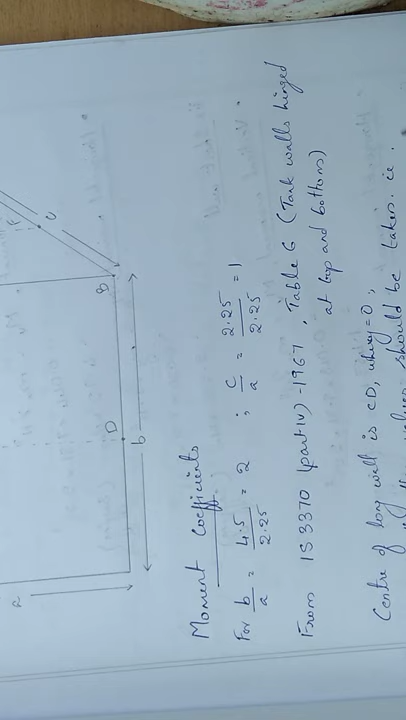 a
D
b
B
C
F
Moment Coefficients
For b/a = 4.5/2.25 = 2 ; c/a = 2.25/2.25 = 1
From IS 3370 (part IV) - 1967, Table 6 (Tank walls hinged
at top and bottom)
Centre of long wall is CD, where y=0,
values should be taken. ie.